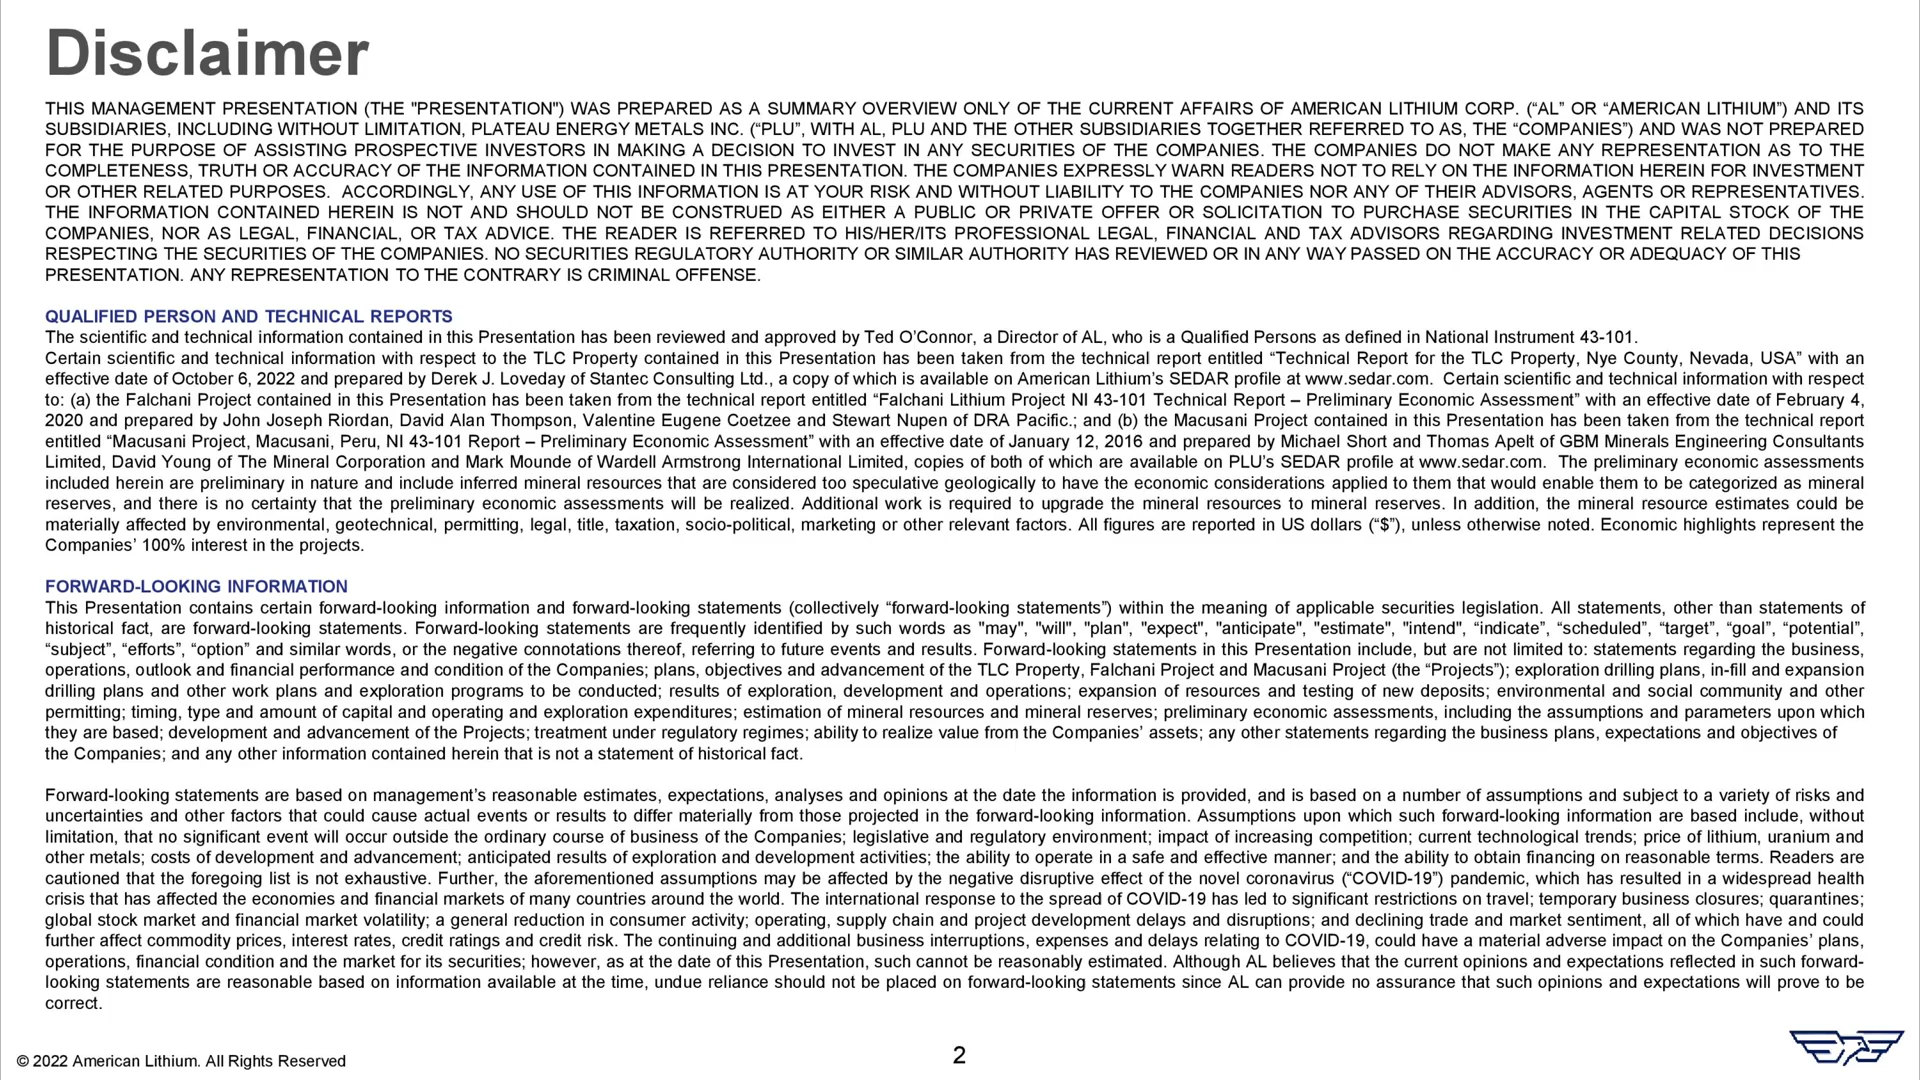 Disclaimer
THIS MANAGEMENT PRESENTATION (THE "PRESENTATION") WAS PREPARED AS A SUMMARY OVERVIEW ONLY OF THE CURRENT AFFAIRS OF AMERICAN LITHIUM CORP. (“AL” OR “AMERICAN LITHIUM”) AND ITS
SUBSIDIARIES, INCLUDING WITHOUT LIMITATION, PLATEAU ENERGY METALS INC. (“PLU”, WITH AL, PLU AND THE OTHER SUBSIDIARIES TOGETHER REFERRED TO AS, THE “COMPANIES”) AND WAS NOT PREPARED
FOR THE PURPOSE OF ASSISTING PROSPECTIVE INVESTORS IN MAKING A DECISION TO INVEST IN ANY SECURITIES OF THE COMPANIES. THE COMPANIES DO NOT MAKE ANY REPRESENTATION AS TO THE
COMPLETENESS, TRUTH OR ACCURACY OF THE INFORMATION CONTAINED IN THIS PRESENTATION. THE COMPANIES EXPRESSLY WARN READERS NOT TO RELY ON THE INFORMATION HEREIN FOR INVESTMENT
OR OTHER RELATED PURPOSES. ACCORDINGLY, ANY USE OF THIS INFORMATION IS AT YOUR RISK AND WITHOUT LIABILITY TO THE COMPANIES NOR ANY OF THEIR ADVISORS, AGENTS OR REPRESENTATIVES.
THE INFORMATION CONTAINED HEREIN IS NOT AND SHOULD NOT BE CONSTRUED AS EITHER A PUBLIC OR PRIVATE OFFER OR SOLICITATION TO PURCHASE SECURITIES IN THE CAPITAL STOCK OF THE
COMPANIES, NOR AS LEGAL, FINANCIAL, OR TAX ADVICE. THE READER IS REFERRED TO HIS/HER/ITS PROFESSIONAL LEGAL, FINANCIAL AND TAX ADVISORS REGARDING INVESTMENT RELATED DECISIONS
RESPECTING THE SECURITIES OF THE COMPANIES. NO SECURITIES REGULATORY AUTHORITY OR SIMILAR AUTHORITY HAS REVIEWED OR IN ANY WAY PASSED ON THE ACCURACY OR ADEQUACY OF THIS
PRESENTATION. ANY REPRESENTATION TO THE CONTRARY IS CRIMINAL OFFENSE.
QUALIFIED PERSON AND TECHNICAL REPORTS
The scientific and technical information contained in this Presentation has been reviewed and approved by Ted O’Connor, a Director of AL, who is a Qualified Persons as defined in National Instrument 43-101.
Certain scientific and technical information with respect to the TLC Property contained in this Presentation has been taken from the technical report entitled “Technical Report for the TLC Property, Nye County, Nevada, USA” with an
effective date of October 6, 2022 and prepared by Derek J. Loveday of Stantec Consulting Ltd., a copy of which is available on American Lithium’s SEDAR profile at www.sedar.com. Certain scientific and technical information with respect
to: (a) the Falchani Project contained in this Presentation has been taken from the technical report entitled “Falchani Lithium Project NI 43-101 Technical Report – Preliminary Economic Assessment” with an effective date of February 4,
2020 and prepared by John Joseph Riordan, David Alan Thompson, Valentine Eugene Coetzee and Stewart Nupen of DRA Pacific.; and (b) the Macusani Project contained in this Presentation has been taken from the technical report
entitled “Macusani Project, Macusani, Peru, NI 43-101 Report – Preliminary Economic Assessment” with an effective date of January 12, 2016 and prepared by Michael Short and Thomas Apelt of GBM Minerals Engineering Consultants
Limited, David Young of The Mineral Corporation and Mark Mounde of Wardell Armstrong International Limited, copies of both of which are available on PLU’s SEDAR profile at www.sedar.com. The preliminary economic assessments
included herein are preliminary in nature and include inferred mineral resources that are considered too speculative geologically to have the economic considerations applied to them that would enable them to be categorized as mineral
reserves, and there is no certainty that the preliminary economic assessments will be realized. Additional work is required to upgrade the mineral resources to mineral reserves. In addition, the mineral resource estimates could be
materially affected by environmental, geotechnical, permitting, legal, title, taxation, socio-political, marketing or other relevant factors. All figures are reported in US dollars (“$”), unless otherwise noted. Economic highlights represent the
Companies’ 100% interest in the projects.
FORWARD-LOOKING INFORMATION
This Presentation contains certain forward-looking information and forward-looking statements (collectively “forward-looking statements”) within the meaning of applicable securities legislation. All statements, other than statements of
historical fact, are forward-looking statements. Forward-looking statements are frequently identified by such words as "may", "will", "plan", "expect", "anticipate", "estimate", "intend", “indicate”, “scheduled”, “target”, “goal”, “potential”,
“subject”, “efforts”, “option” and similar words, or the negative connotations thereof, referring to future events and results. Forward-looking statements in this Presentation include, but are not limited to: statements regarding the business,
operations, outlook and financial performance and condition of the Companies; plans, objectives and advancement of the TLC Property, Falchani Project and Macusani Project (the “Projects”); exploration drilling plans, in-fill and expansion
drilling plans and other work plans and exploration programs to be conducted; results of exploration, development and operations; expansion of resources and testing of new deposits; environmental and social community and other
permitting; timing, type and amount of capital and operating and exploration expenditures; estimation of mineral resources and mineral reserves; preliminary economic assessments, including the assumptions and parameters upon which
they are based; development and advancement of the Projects; treatment under regulatory regimes; ability to realize value from the Companies’ assets; any other statements regarding the business plans, expectations and objectives of
the Companies; and any other information contained herein that is not a statement of historical fact.
Forward-looking statements are based on management’s reasonable estimates, expectations, analyses and opinions at the date the information is provided, and is based on a number of assumptions and subject to a variety of risks and
uncertainties and other factors that could cause actual events or results to differ materially from those projected in the forward-looking information. Assumptions upon which such forward-looking information are based include, without
limitation, that no significant event will occur outside the ordinary course of business of the Companies; legislative and regulatory environment; impact of increasing competition; current technological trends; price of lithium, uranium and
other metals; costs of development and advancement; anticipated results of exploration and development activities; the ability to operate in a safe and effective manner; and the ability to obtain financing on reasonable terms. Readers are
cautioned that the foregoing list is not exhaustive. Further, the aforementioned assumptions may be affected by the negative disruptive effect of the novel coronavirus (“COVID-19”) pandemic, which has resulted in a widespread health
crisis that has affected the economies and financial markets of many countries around the world. The international response to the spread of COVID-19 has led to significant restrictions on travel; temporary business closures; quarantines;
global stock market and financial market volatility; a general reduction in consumer activity; operating, supply chain and project development delays and disruptions; and declining trade and market sentiment, all of which have and could
further affect commodity prices, interest rates, credit ratings and credit risk. The continuing and additional business interruptions, expenses and delays relating to COVID-19, could have a material adverse impact on the Companies’ plans,
operations, financial condition and the market for its securities; however, as at the date of this Presentation, such cannot be reasonably estimated. Although AL believes that the current opinions and expectations reflected in such forward-
looking statements are reasonable based on information available at the time, undue reliance should not be placed on forward-looking statements since AL can provide no assurance that such opinions and expectations will prove to be
correct.
© 2022 American Lithium. All Rights Reserved
2